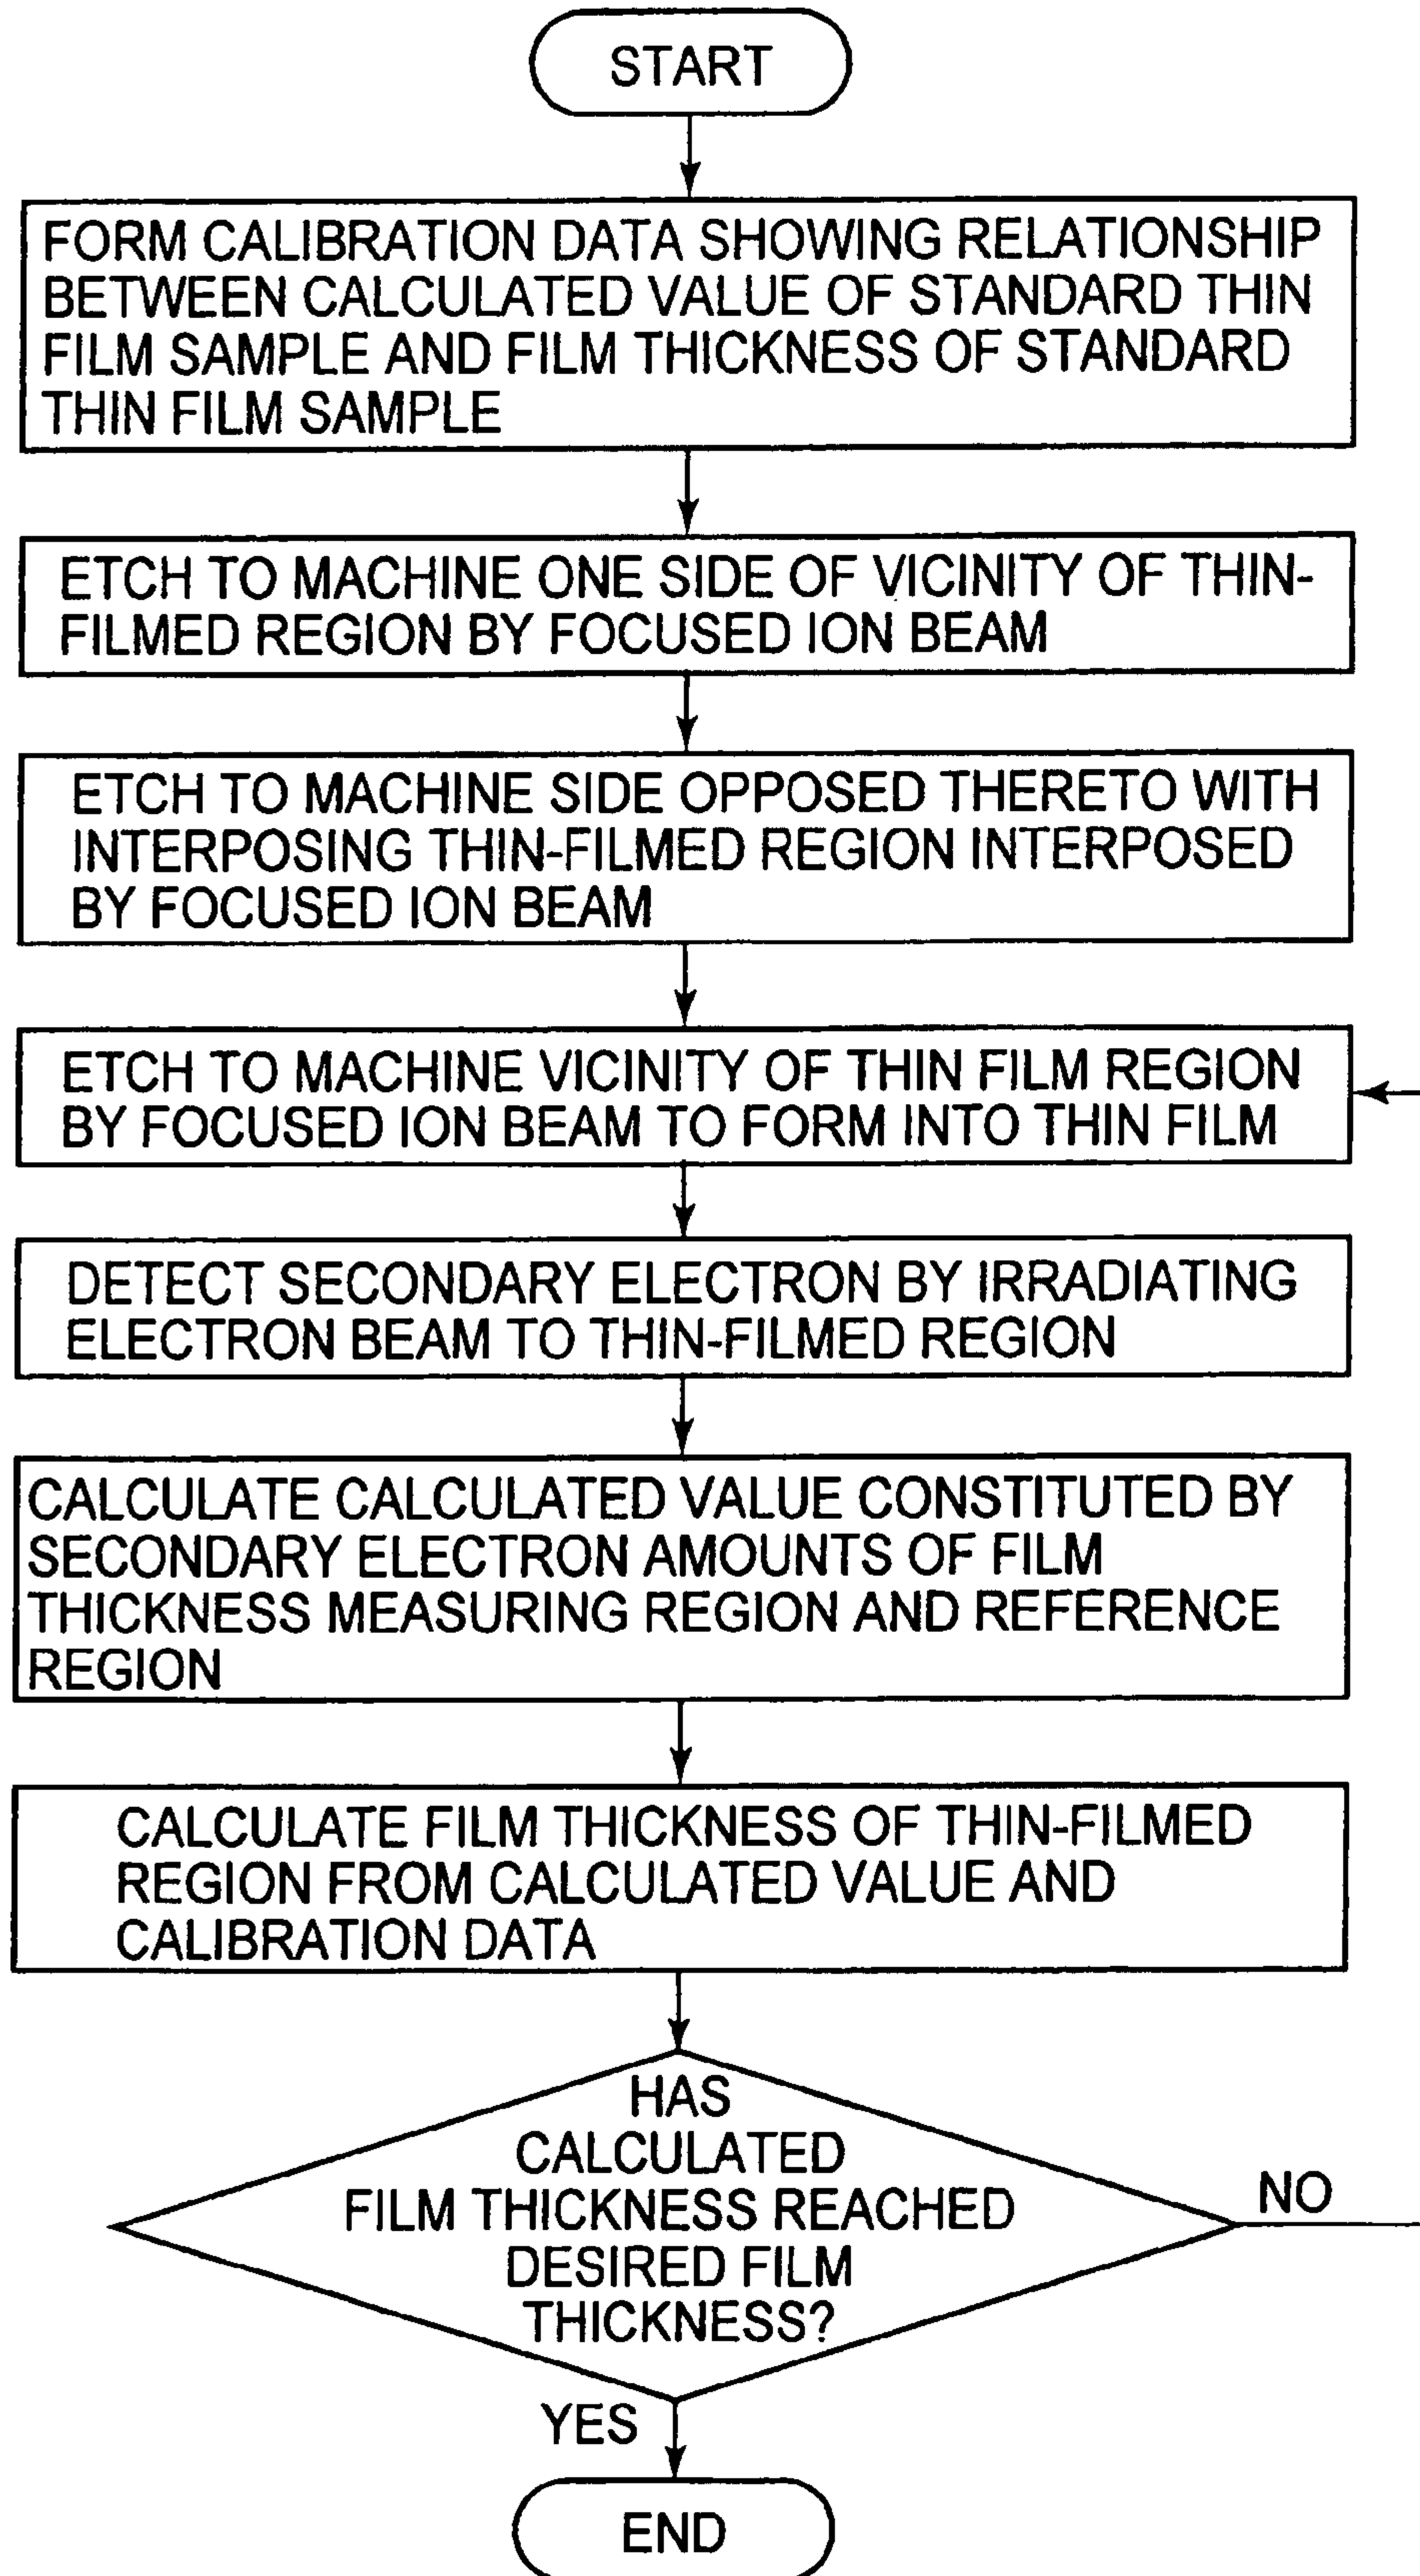 START
FORM CALIBRATION DATA SHOWING RELATIONSHIP
BETWEEN CALCULATED VALUE OF STANDARD THIN
FILM SAMPLE AND FILM THICKNESS OF STANDARD
THIN FILM SAMPLE
ETCH TO MACHINE ONE SIDE OF VICINITY OF THIN-
FILMED REGION BY FOCUSED ION BEAM
ETCH TO MACHINE SIDE OPPOSED THERETO WITH
INTERPOSING THIN-FILMED REGION INTERPOSED
BY FOCUSED ION BEAM
ETCH TO MACHINE VICINITY OF THIN FILM REGION
BY FOCUSED ION BEAM TO FORM INTO THIN FILM
DETECT SECONDARY ELECTRON BY IRRADIATING
ELECTRON BEAM TO THIN-FILMED REGION
CALCULATE CALCULATED VALUE CONSTITUTED BY
SECONDARY ELECTRON AMOUNTS OF FILM
THICKNESS MEASURING REGION AND REFERENCE
REGION
CALCULATE FILM THICKNESS OF THIN-FILMED
REGION FROM CALCULATED VALUE AND
CALIBRATION DATA
HAS
CALCULATED
FILM THICKNESS REACHED
DESIRED FILM
THICKNESS?
NO
YES
END